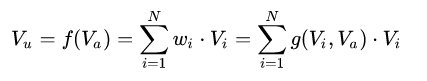 $V_u = f(V_a) = \sum_{i=1}^{N} w_i \cdot V_i = \sum_{i=1}^{N} g(V_i, V_a) \cdot V_i$